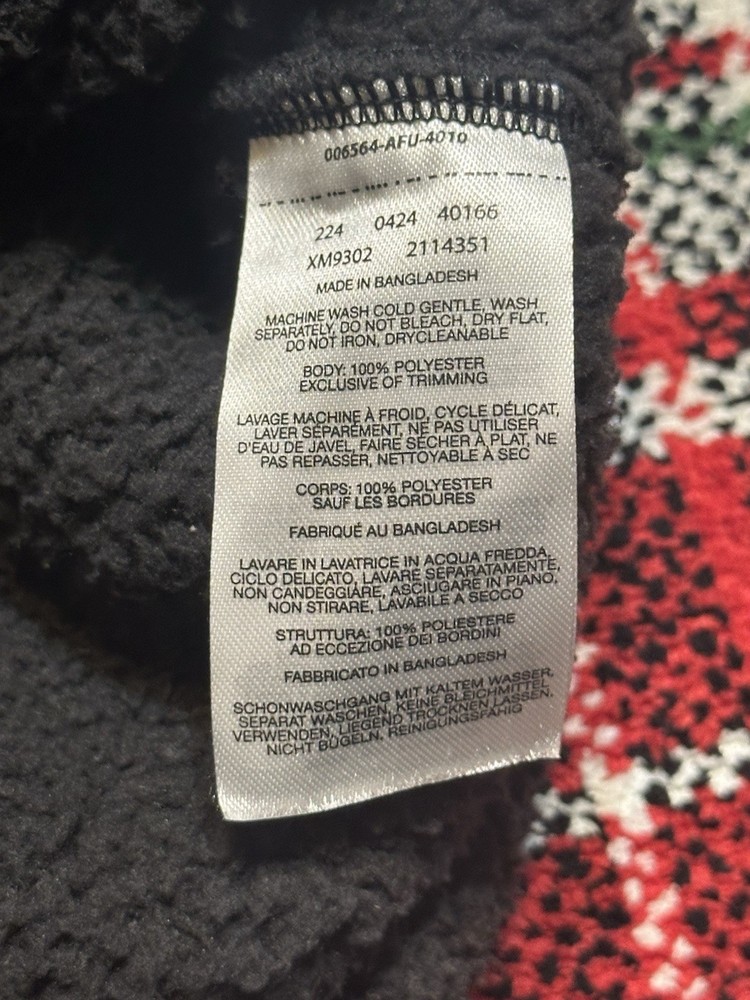 006564-AFU-4010
224 0424 40166
XM9302 2114351
MADE IN BANGLADESH
MACHINE WASH COLD GENTLE, WASH
SEPARATELY, DO NOT BLEACH, DRY FLAT,
DO NOT IRON, DRYCLEANABLE
BODY: 100% POLYESTER
EXCLUSIVE OF TRIMMING
LAVAGE MACHINE À FROID, CYCLE DÉLICAT,
LAVER SÉPARÉMENT, NE PAS UTILISER
D'EAU DE JAVEL, FAIRE SÉCHER À PLAT, NE
PAS REPASSER, NETTOYABLE À SEC
CORPS: 100% POLYESTER
SAUF LES BORDURES
FABRIQUÉ AU BANGLADESH
LAVARE IN LAVATRICE IN ACQUA FREDDA,
CICLO DELICATO, LAVARE SEPARATAMENTE,
NON CANDEGGIARE, ASCIUGARE IN PIANO,
NON STIRARE, LAVABILE A SECCO
STRUTTURA: 100% POLIESTERE
AD ECCEZIONE DEI BORDINI
FABBRICATO IN BANGLADESH
SCHONWASCHGANG MIT KALTEM WASSER,
SEPARAT WASCHEN, KEINE BLEICHMITTEL
VERWENDEN, LIEGEND TROCKNEN LASSEN,
NICHT BÜGELN, REINIGUNGSFÄHIG